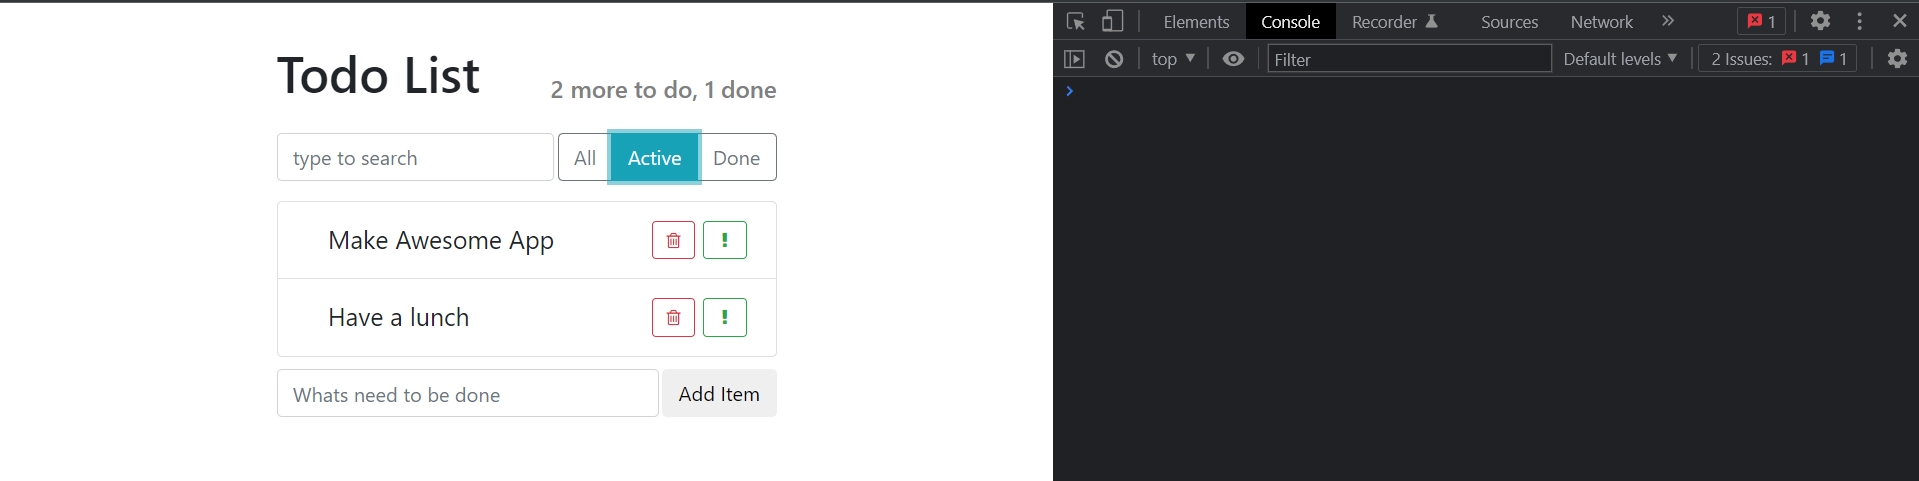 Todo List
2 more to do, 1 done
type to search
All Active Done
Make Awesome App
!
Have a lunch
!
Whats need to be done
Add Item
Elements Console Recorder Sources Network » 1
top Filter Default levels 2 Issues: 1 1